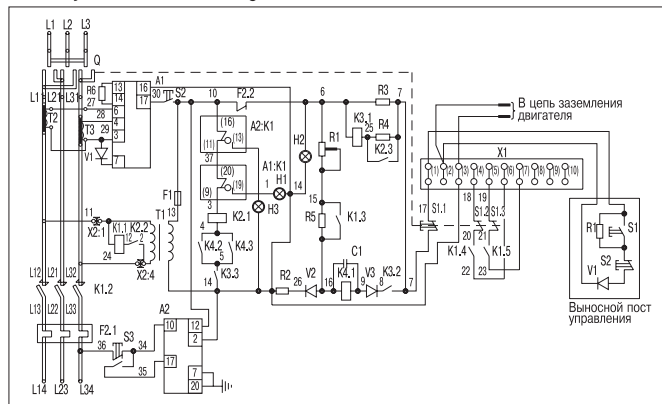 L1 L2 L3
Q
L11 L21 L31
R6
27
28
29
T2
T3
V1
13
14
6
4
3
7
16
17
A1
30
S2
10
F2.2
6
R3
7
(16)
(11)
(13)
A2:K1
37
(20)
(9)
(19)
A1:K1
1
H1
14
H2
H3
3
K2.1
K4.2
K4.3
5
K3.3
14
R1
15
R5
K1.3
K3.1
25
R4
K2.3
R2
V2
26
16
C1
K4.1
9
V3
8
K3.2
7
11
X2:1
K1.1
K2.2
12
2
24
X2:4
T1
13
F1
L12 L21 L32
K1.2
L13 L22 L33
F2.1
36
S3
34
35
A2
10
17
12
2
7
20
L14 L23 L34
В цепь заземления
двигателя
X1
(1) (2) (3) (4) (5) (6) (7) (8) (9) (10)
17
S1.1
18
19
S1.2
S1.3
20
21
K1.4
K1.5
22
23
R1
S1
S2
V1
Выносной пост
управления